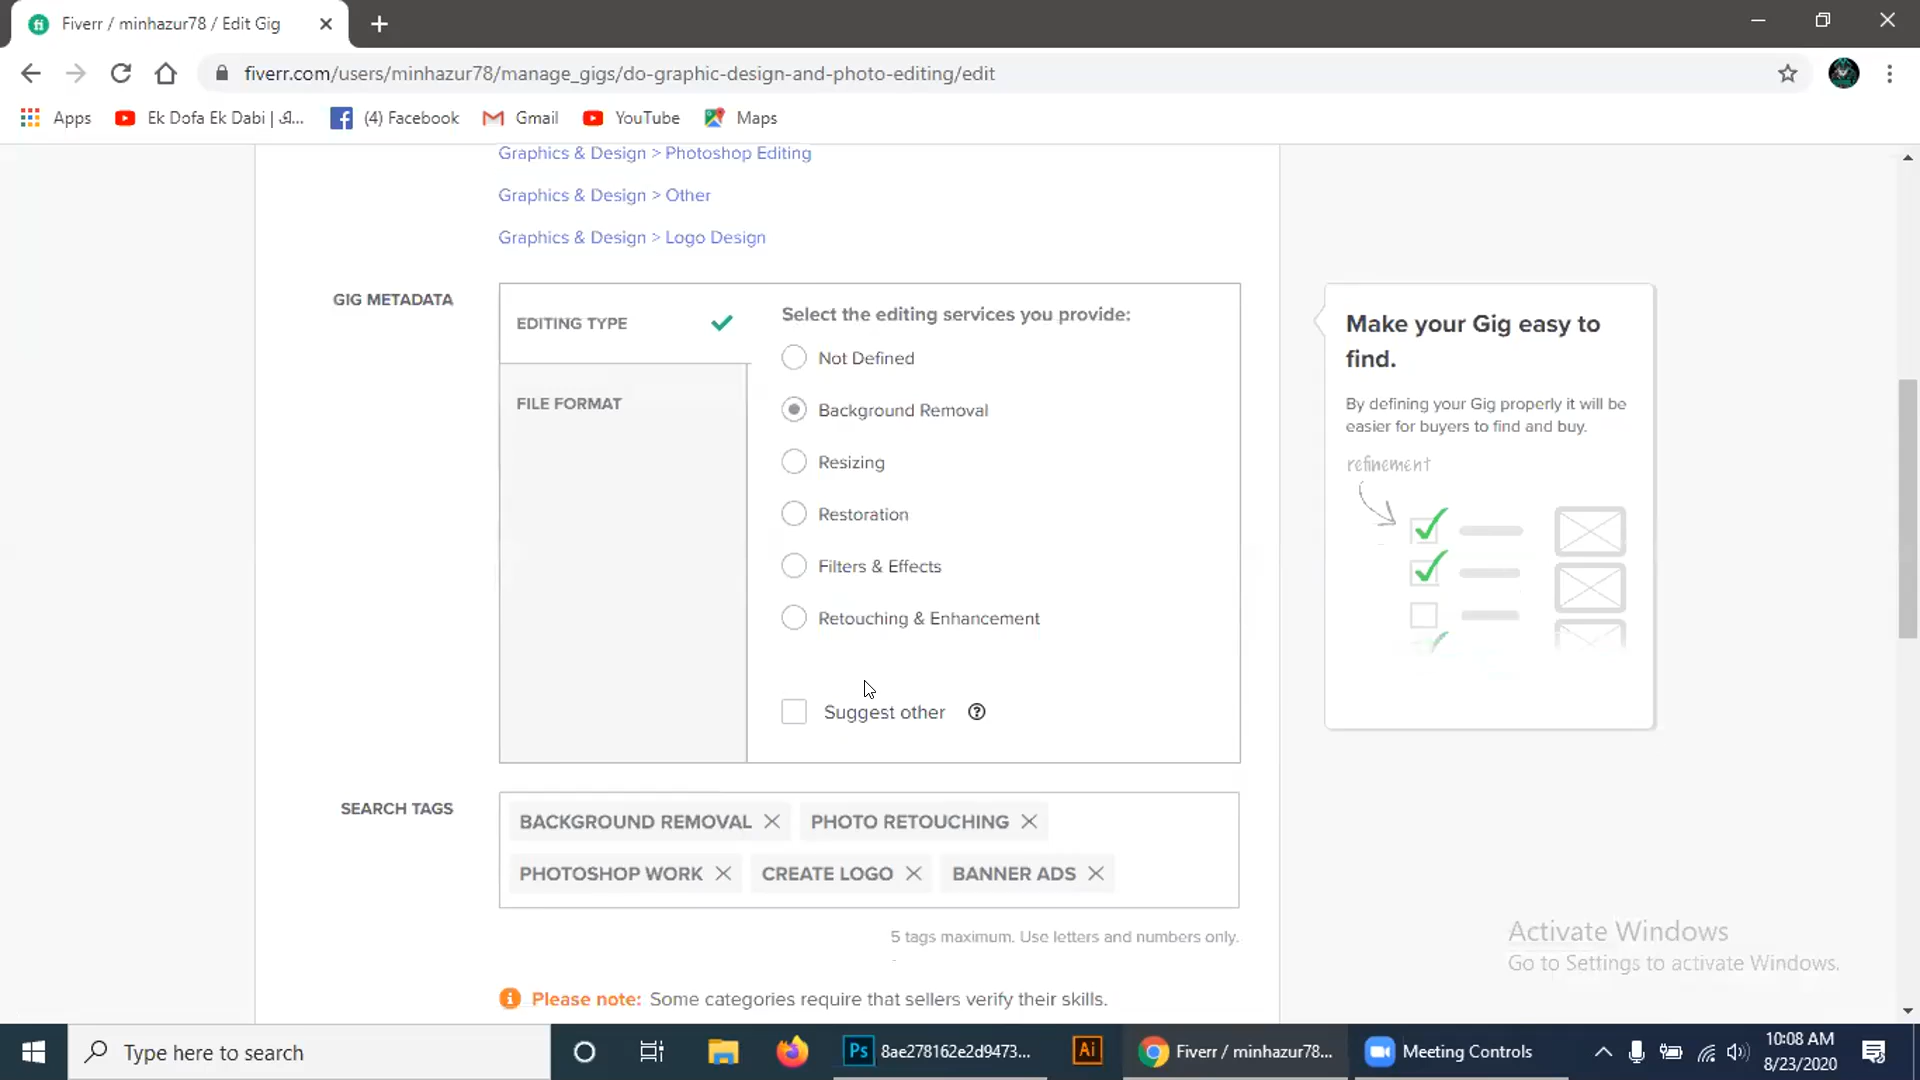 Fiverr / minhazur78 / Edit Gig
fiverr.com/users/minhazur78/manage_gigs/do-graphic-design-and-photo-editing/edit
Apps
Ek Dofa Ek Dabi |
(4) Facebook
Gmail
YouTube
Maps
Graphics & Design > Photoshop Editing
Graphics & Design > Other
Graphics & Design > Logo Design
GIG METADATA
EDITING TYPE
FILE FORMAT
Select the editing services you provide:
Not Defined
Background Removal
Resizing
Restoration
Filters & Effects
Retouching & Enhancement
Suggest other
Make your Gig easy to
find.
By defining your Gig properly it will be
easier for buyers to find and buy.
refinement
SEARCH TAGS
BACKGROUND REMOVAL
PHOTO RETOUCHING
PHOTOSHOP WORK
CREATE LOGO
BANNER ADS
5 tags maximum. Use letters and numbers only.
Please note: Some categories require that sellers verify their skills.
Activate Windows
Go to Settings to activate Windows.
Type here to search
Ps
8ae278162e2d9473...
Ai
Fiverr / minhazur78...
Meeting Controls
10:08 AM
8/23/2020